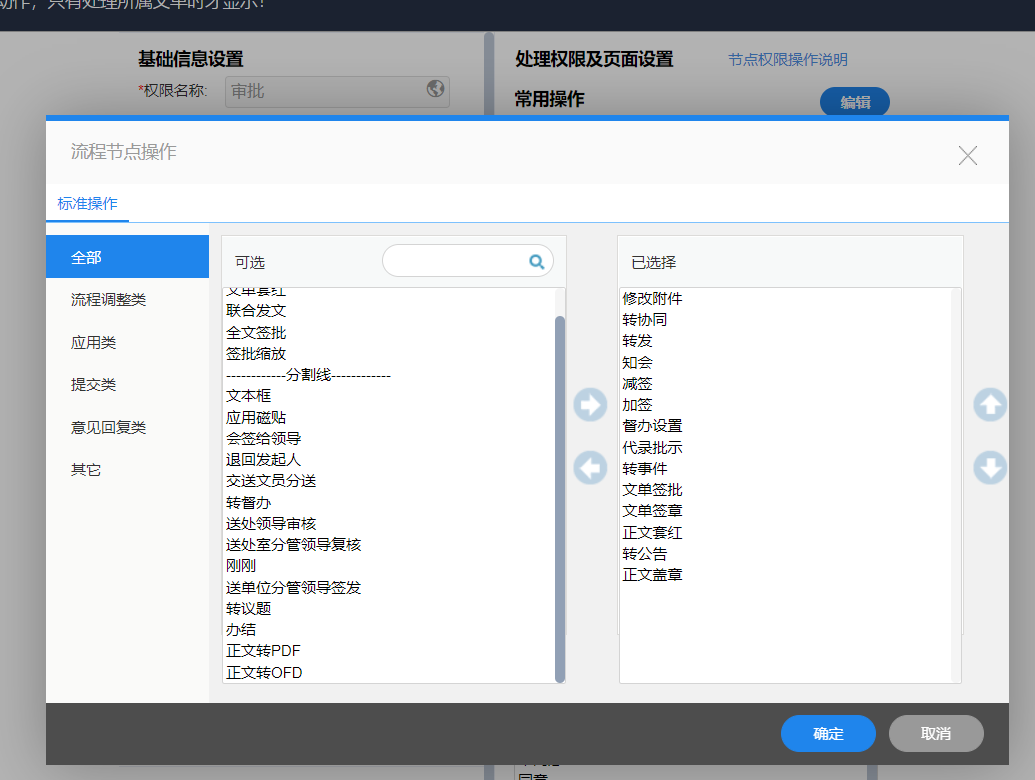 动作，只有处理所属文单时才显示！
基础信息设置
*权限名称:
审批
处理权限及页面设置
节点权限操作说明
常用操作
编辑
流程节点操作
标准操作
全部
流程调整类
应用类
提交类
意见回复类
其它
可选
文单套红
联合发文
全文签批
签批缩放
------------分割线------------
文本框
应用磁贴
会签给领导
退回发起人
交送文员分送
转督办
送处领导审核
送处室分管领导复核
刚刚
送单位分管领导签发
转议题
办结
正文转PDF
正文转OFD
已选择
修改附件
转协同
转发
知会
减签
加签
督办设置
代录批示
转事件
文单签批
文单签章
正文套红
转公告
正文盖章
确定
取消
同意